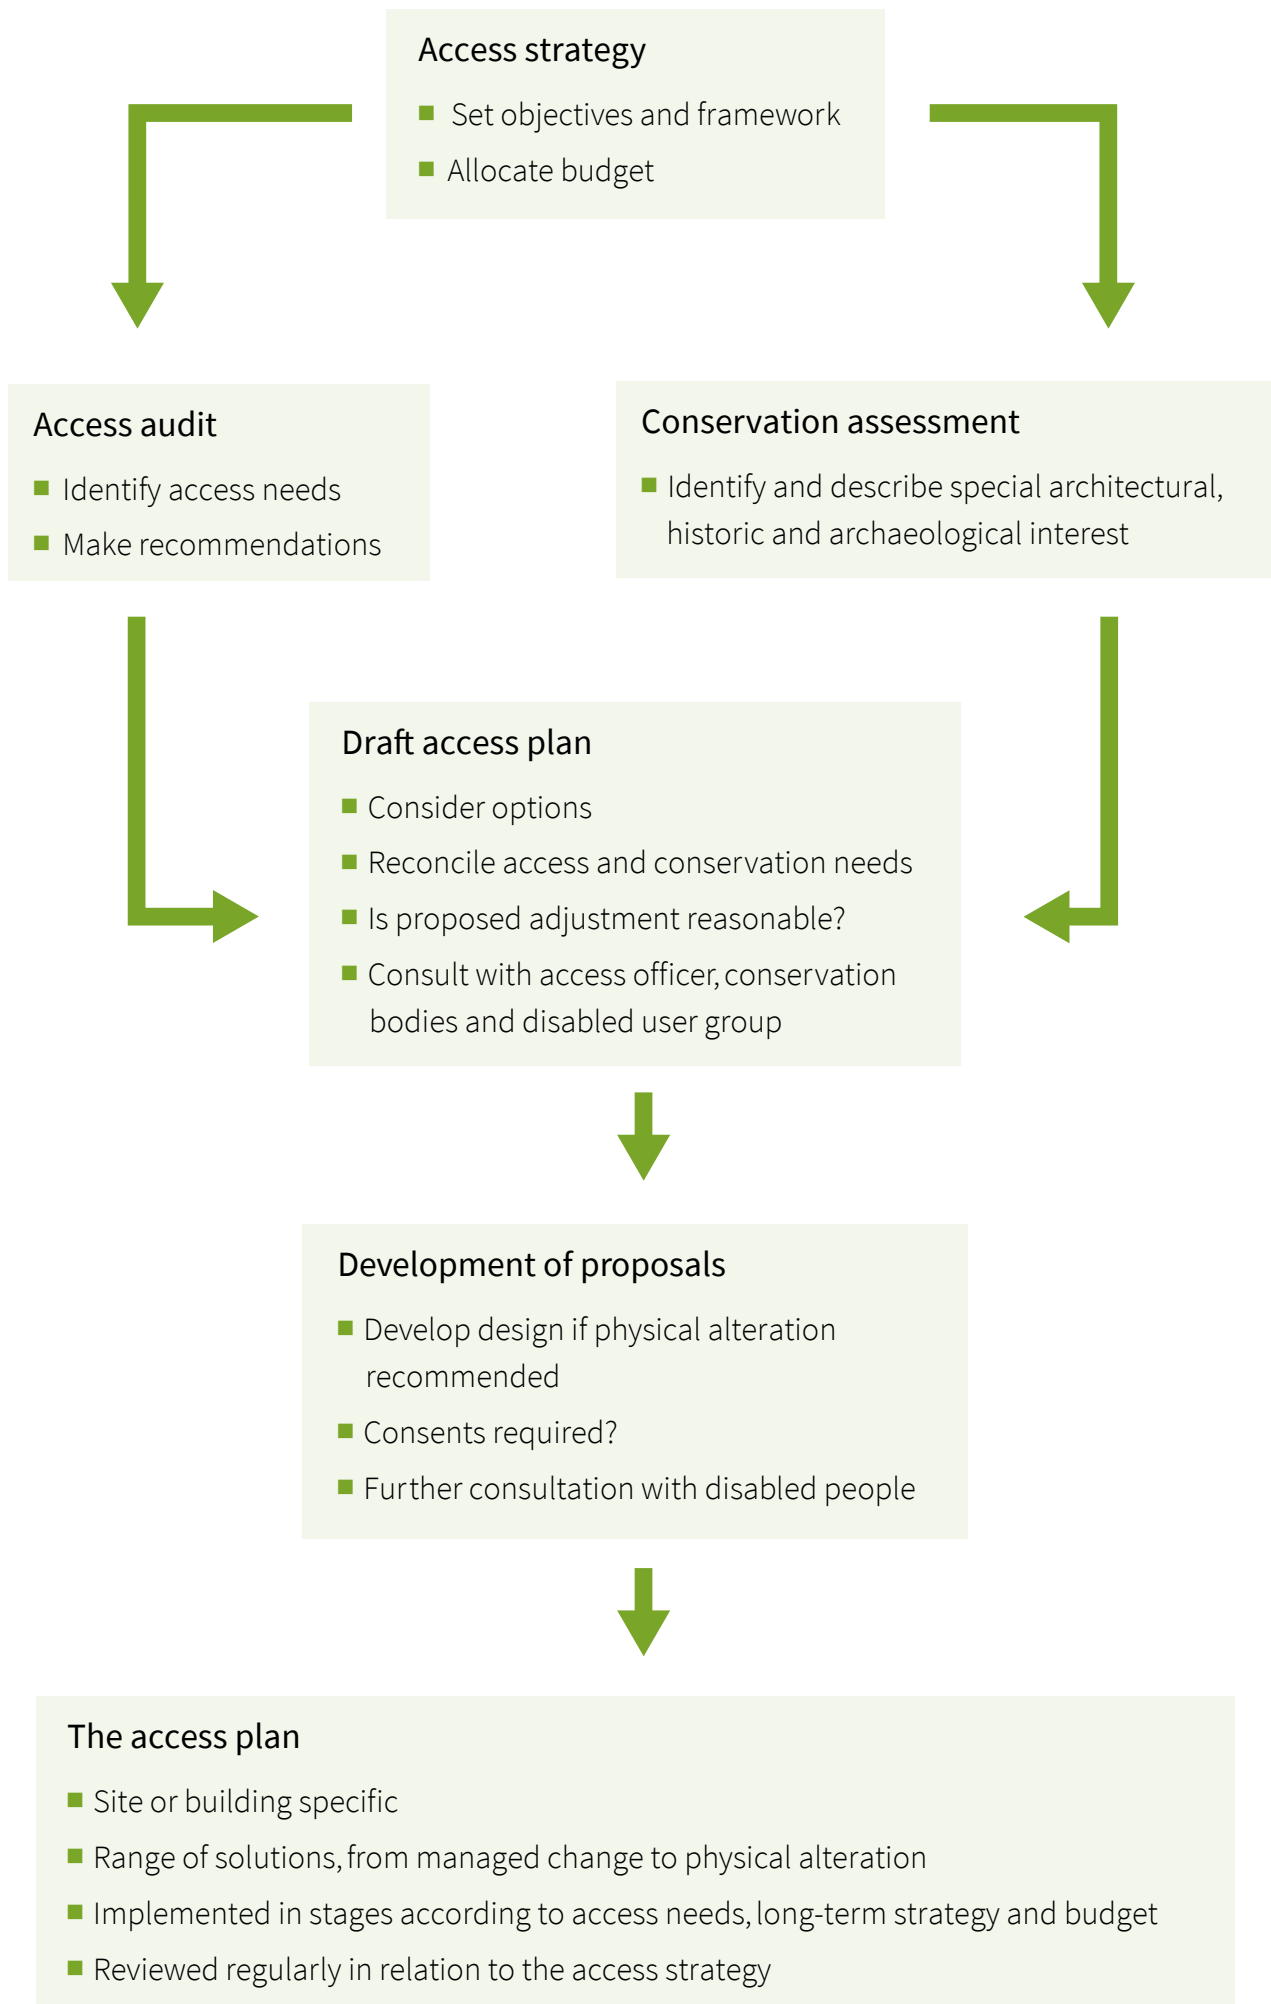 Access strategy
■ Set objectives and framework
■ Allocate budget
Access audit
■ Identify access needs
■ Make recommendations
Conservation assessment
■ Identify and describe special architectural,
historic and archaeological interest
Draft access plan
■ Consider options
■ Reconcile access and conservation needs
■ Is proposed adjustment reasonable?
■ Consult with access officer, conservation
bodies and disabled user group
Development of proposals
■ Develop design if physical alteration
recommended
■ Consents required?
■ Further consultation with disabled people
The access plan
■ Site or building specific
■ Range of solutions, from managed change to physical alteration
■ Implemented in stages according to access needs, long-term strategy and budget
■ Reviewed regularly in relation to the access strategy